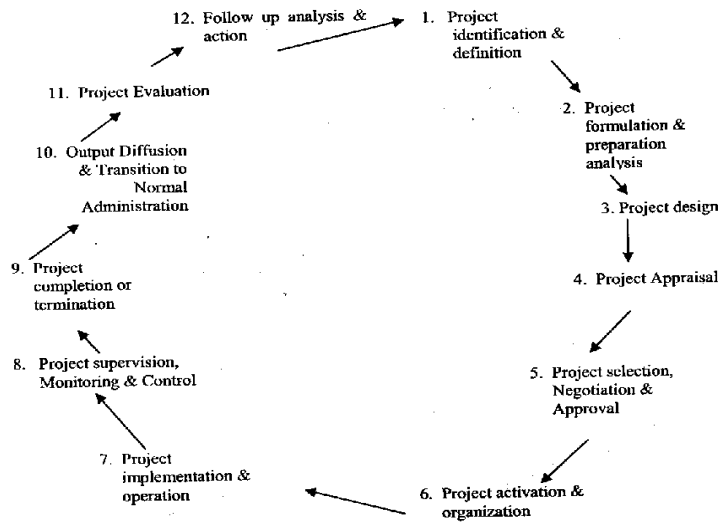 1. Project
identification &
definition
2. Project
formulation &
preparation
analysis
3. Project design
4. Project Appraisal
5. Project selection,
Negotiation &
Approval
6. Project activation &
organization
7. Project
implementation &
operation
8. Project supervision,
Monitoring & Control
9. Project
completion or
termination
10. Output Diffusion
& Transition to
Normal
Administration
11. Project Evaluation
12. Follow up analysis &
action